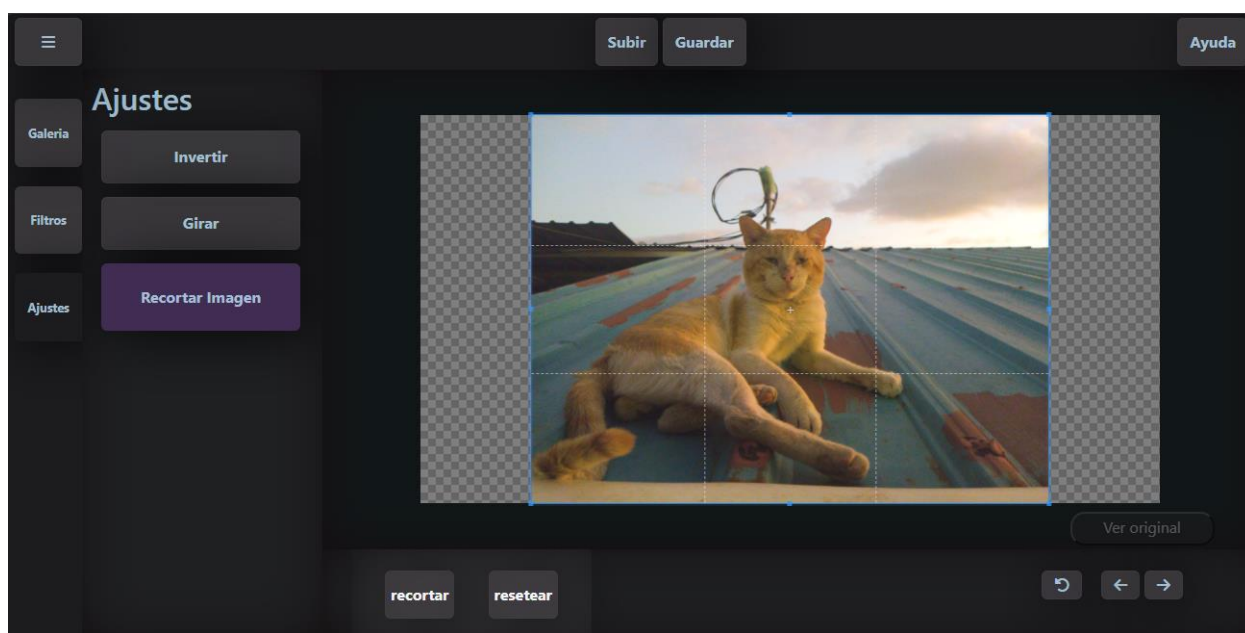 Subir
Guardar
Ayuda
Galeria
Filtros
Ajustes
Ajustes
Invertir
Girar
Recortar Imagen
Ver original
recortar
resetear